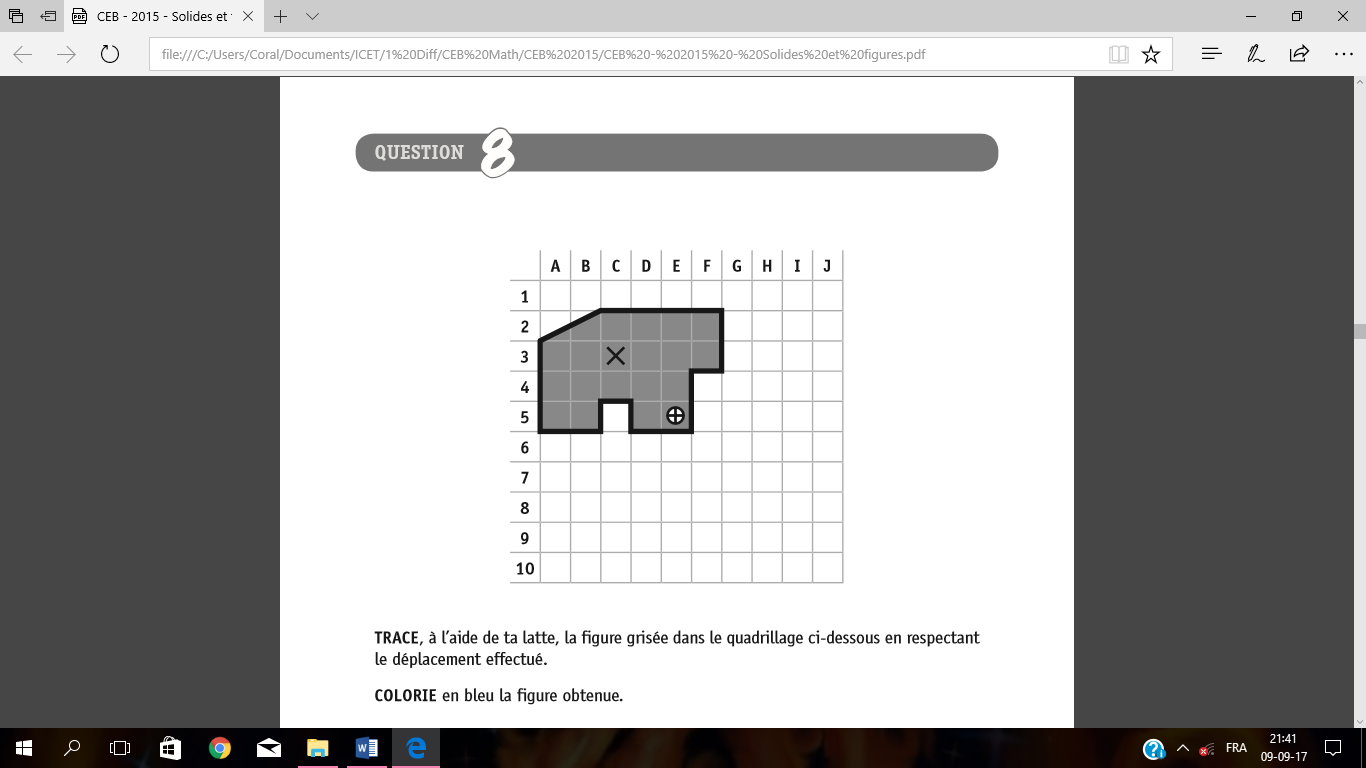 CEB - 2015 - Solides et
file:///C:/Users/Coral/Documents/ICET/1%20Diff/CEB%20Math/CEB%202015/CEB%20-%202015%20-%20Solides%20et%20figures.pdf
QUESTION 8
A B C D E F G H I J
1
2
3
4
5
6
7
8
9
10
TRACE, à l'aide de ta latte, la figure grisée dans le quadrillage ci-dessous en respectant
le déplacement effectué.
COLORIE en bleu la figure obtenue.
FRA
21:41
09-09-17